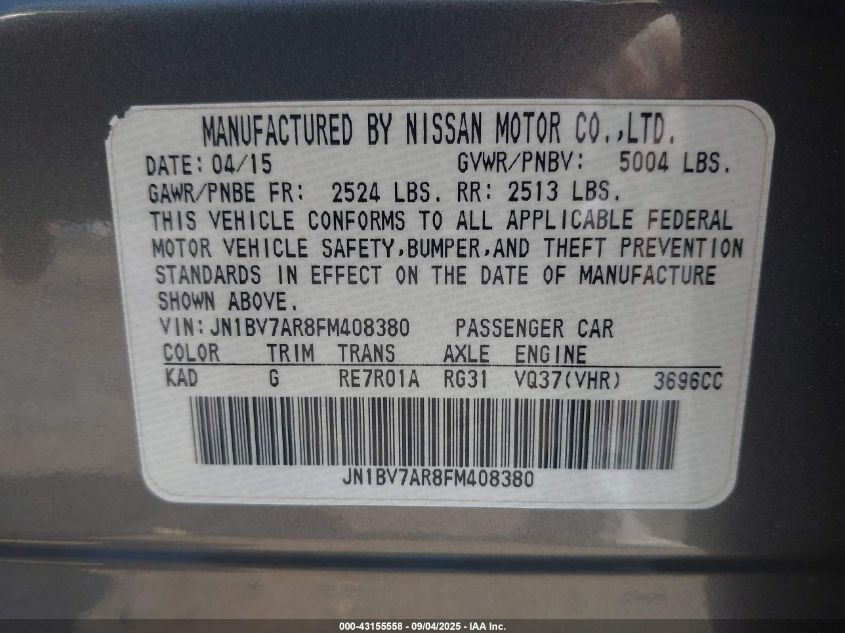 MANUFACTURED BY NISSAN MOTOR CO.,LTD.
DATE: 04/15 GVWR/PNBV: 5004 LBS.
GAWR/PNBE FR: 2524 LBS. RR: 2513 LBS.
THIS VEHICLE CONFORMS TO ALL APPLICABLE FEDERAL
MOTOR VEHICLE SAFETY,BUMPER,AND THEFT PREVENTION
STANDARDS IN EFFECT ON THE DATE OF MANUFACTURE
SHOWN ABOVE.
VIN: JN1BV7AR8FM408380 PASSENGER CAR
COLOR TRIM TRANS AXLE ENGINE
KAD G RE7R01A RG31 VQ37(VHR) 3696CC
JN1BV7AR8FM408380
000-43155558 - 09/04/2025 - IAA Inc.